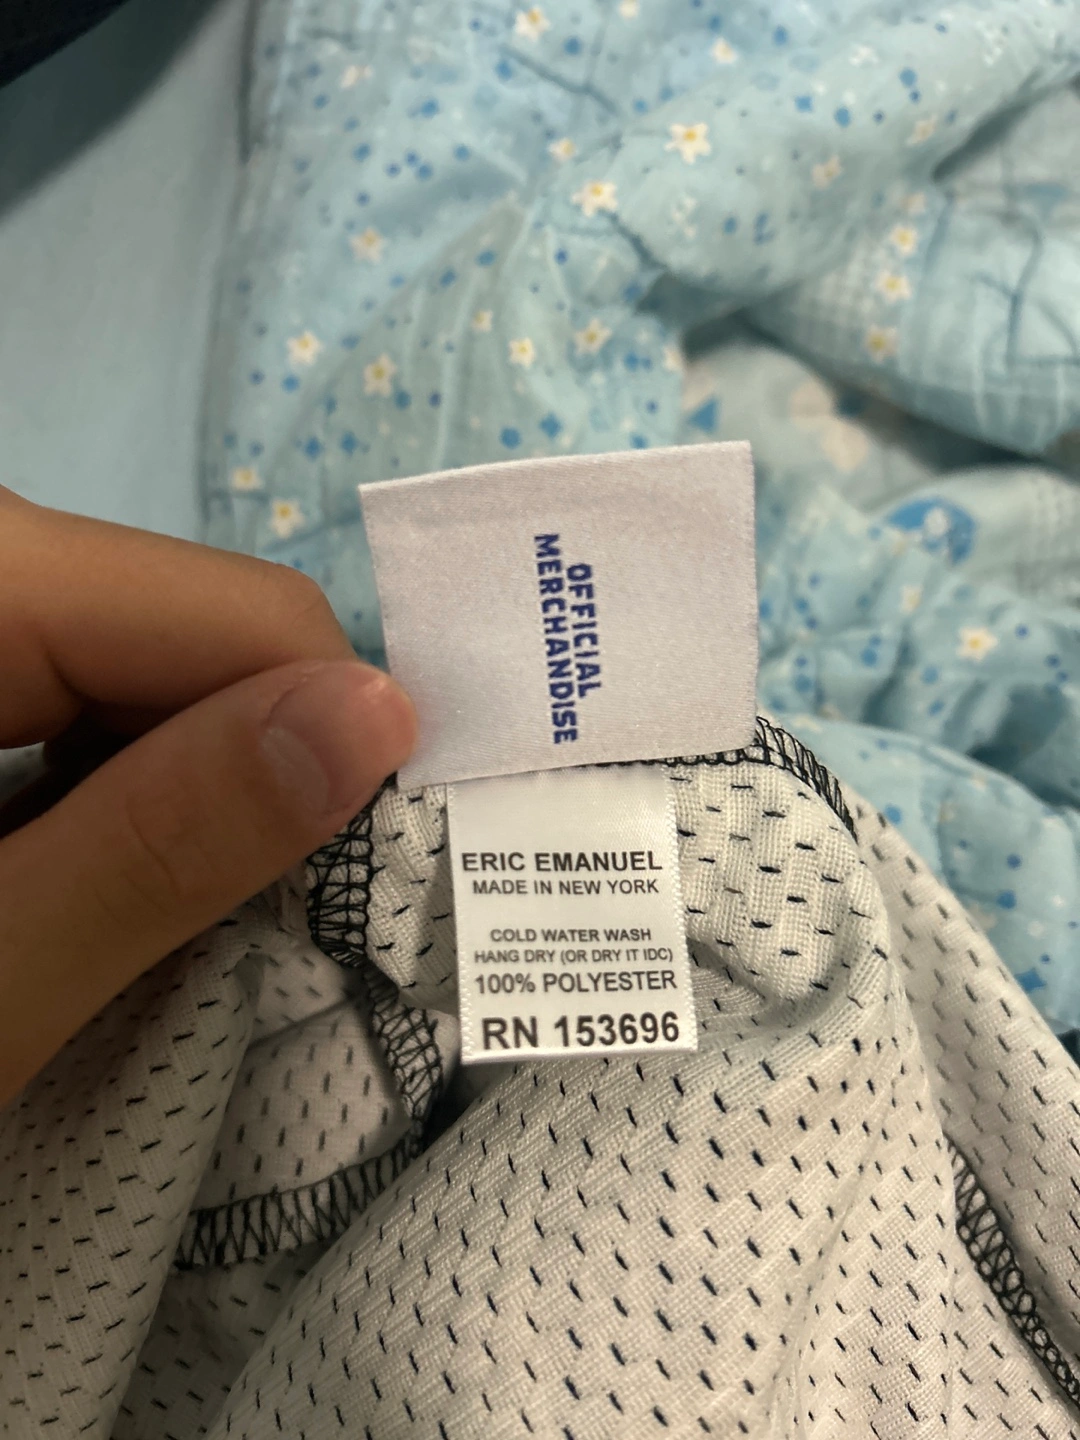 OFFICIAL
MERCHANDISE
ERIC EMANUEL
MADE IN NEW YORK
COLD WATER WASH
HANG DRY (OR DRY IT IDC)
100% POLYESTER
RN 153696